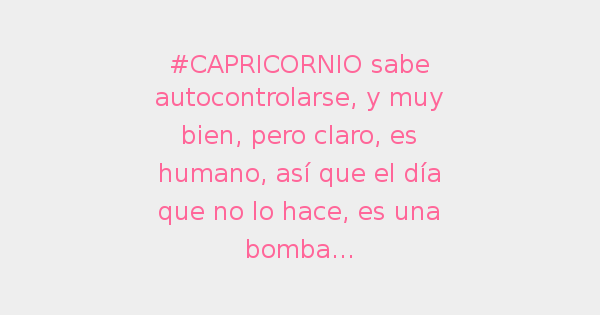 #CAPRICORNIO sabe
autocontrolarse, y muy
bien, pero claro, es
humano, así que el día
que no lo hace, es una
bomba...